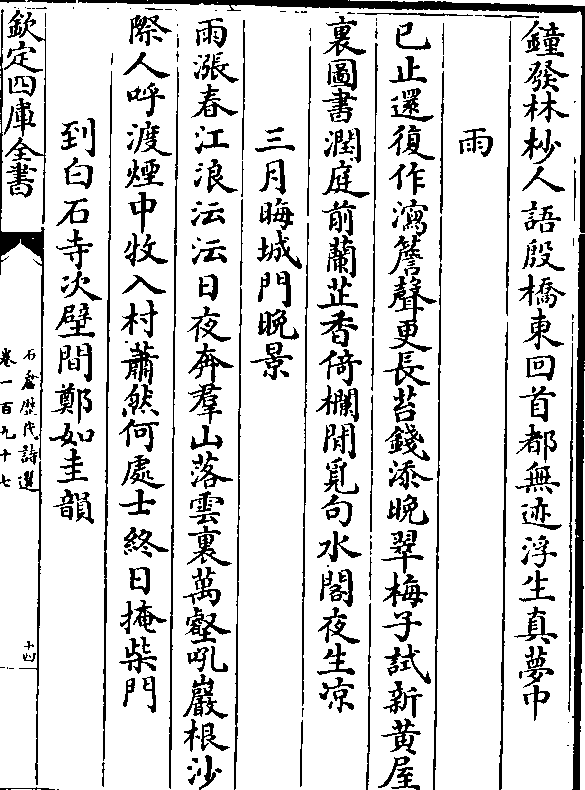 鐘發林杪人語殷橋東回首都無迹浮生真夢中
雨
已止還復作瀉簷聲更長苔錢添晚翠梅子試新黄屋
裏圖書潤庭前蘭芷香倚欄閒覓句水閣夜生凉
三月晦城門晚景
雨漲春江浪沄沄日夜奔羣山落雲裏萬壑吼巖根沙
際人呼渡煙中牧入村蕭然何處士終日掩柴門
到白石寺次壁間鄭如圭韻
欽定四庫全書
石倉歴代詩選
卷一百九十七
十四